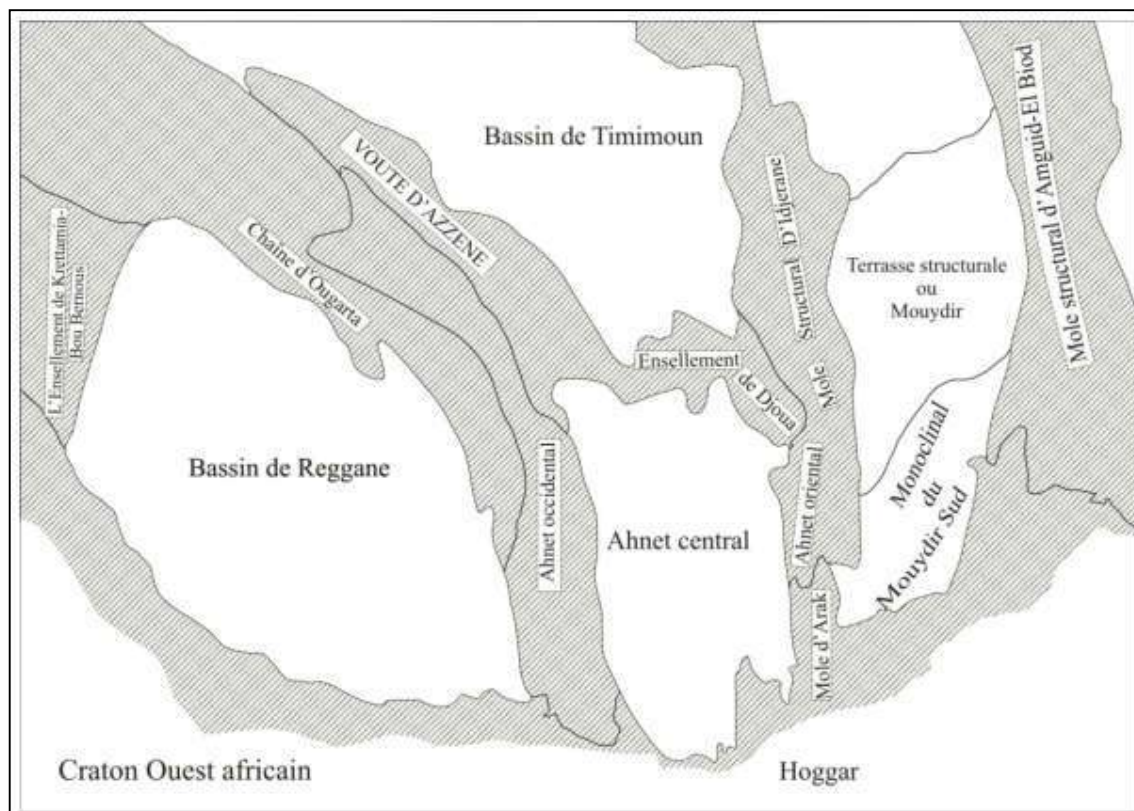 Bassin de Timimoun
VOUTE D'AZZENE
Chaine d'Ougarta
L'Ensellement de Krettamia-
Bou Bernous
Bassin de Reggane
Ahnet occidental
Ensellement
de Djoua
Ahnet central
Mole Structural D'Idjerane
Ahnet oriental
Mole d'Arak
Terrasse structurale
ou
Mouydir
Monoclinal
du
Mouydir Sud
Mole structural d'Amguid-El Biod
Craton Ouest africain
Hoggar